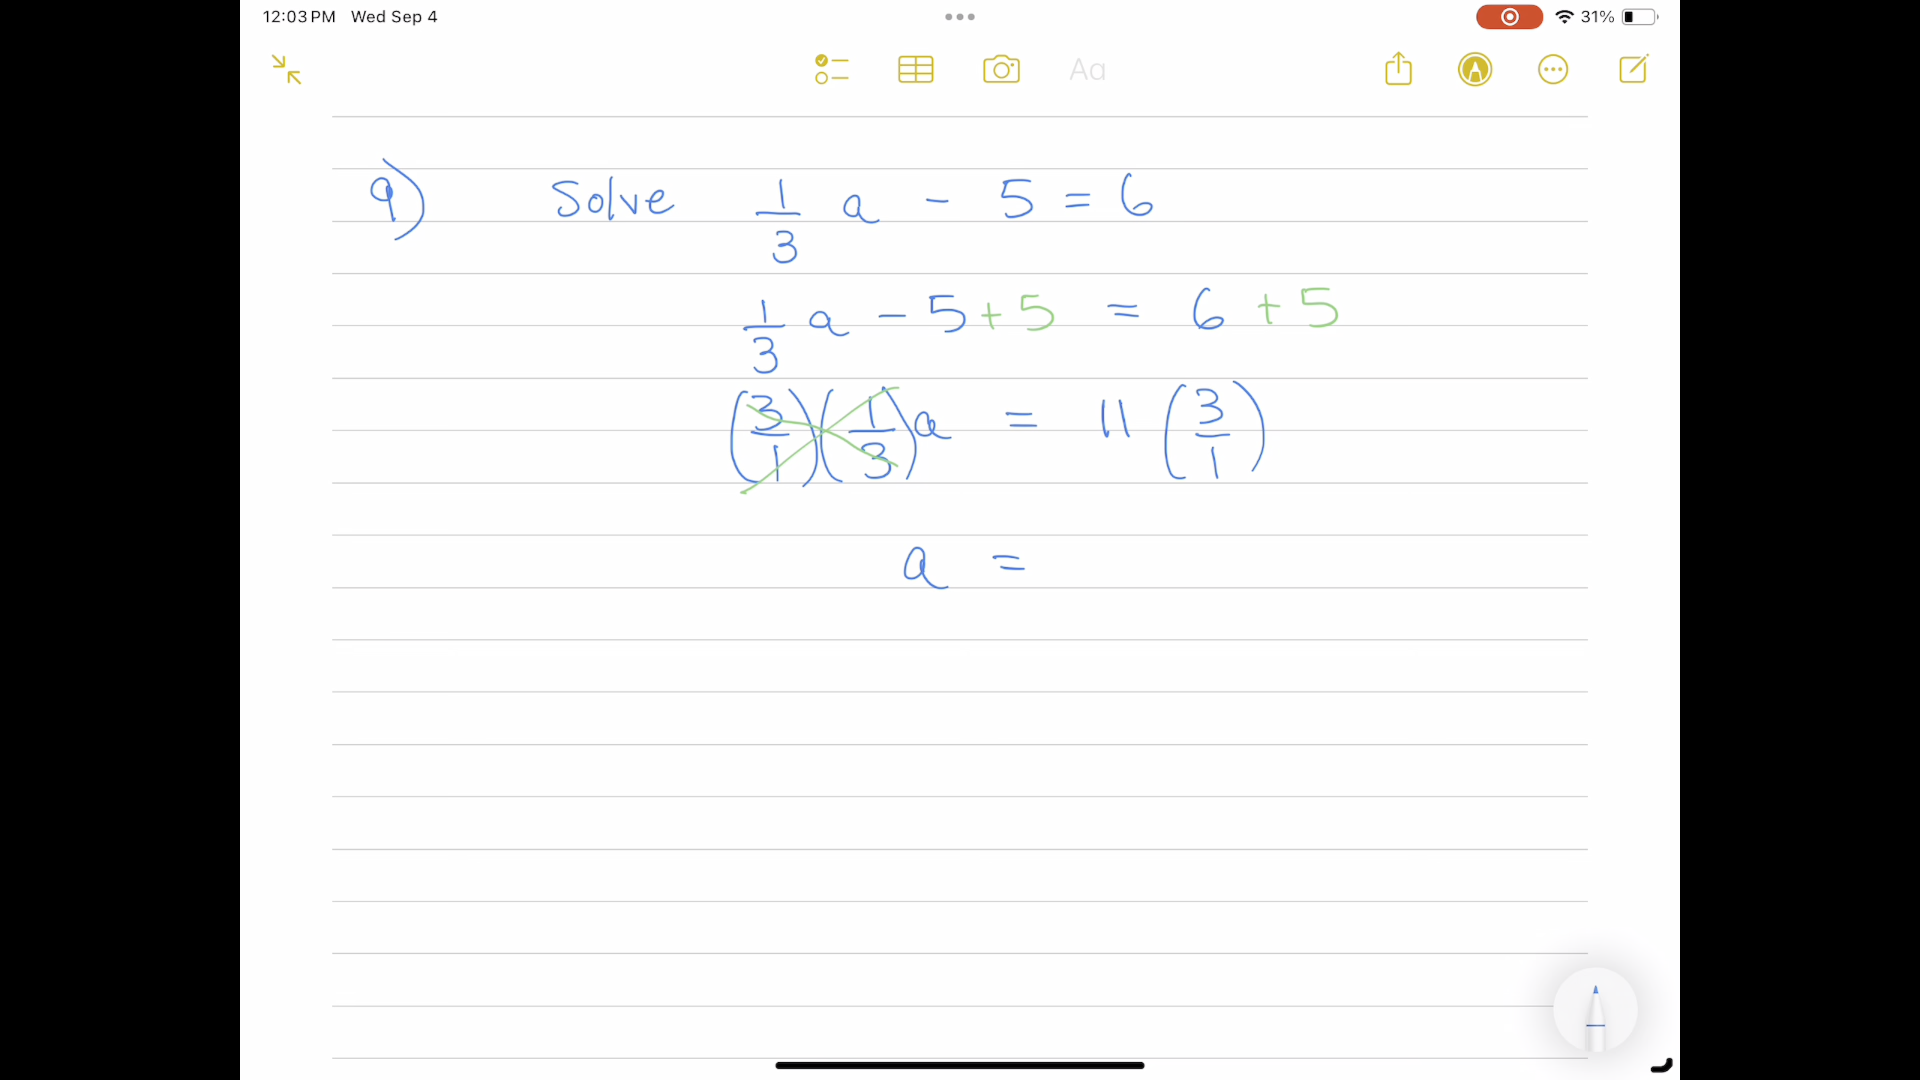 12:03 PM Wed Sep 4
31%
Aa
9) Solve 1/3 a - 5 = 6
1/3 a - 5 + 5 = 6 + 5
(3/1)(1/3)a = 11 (3/1)
a =